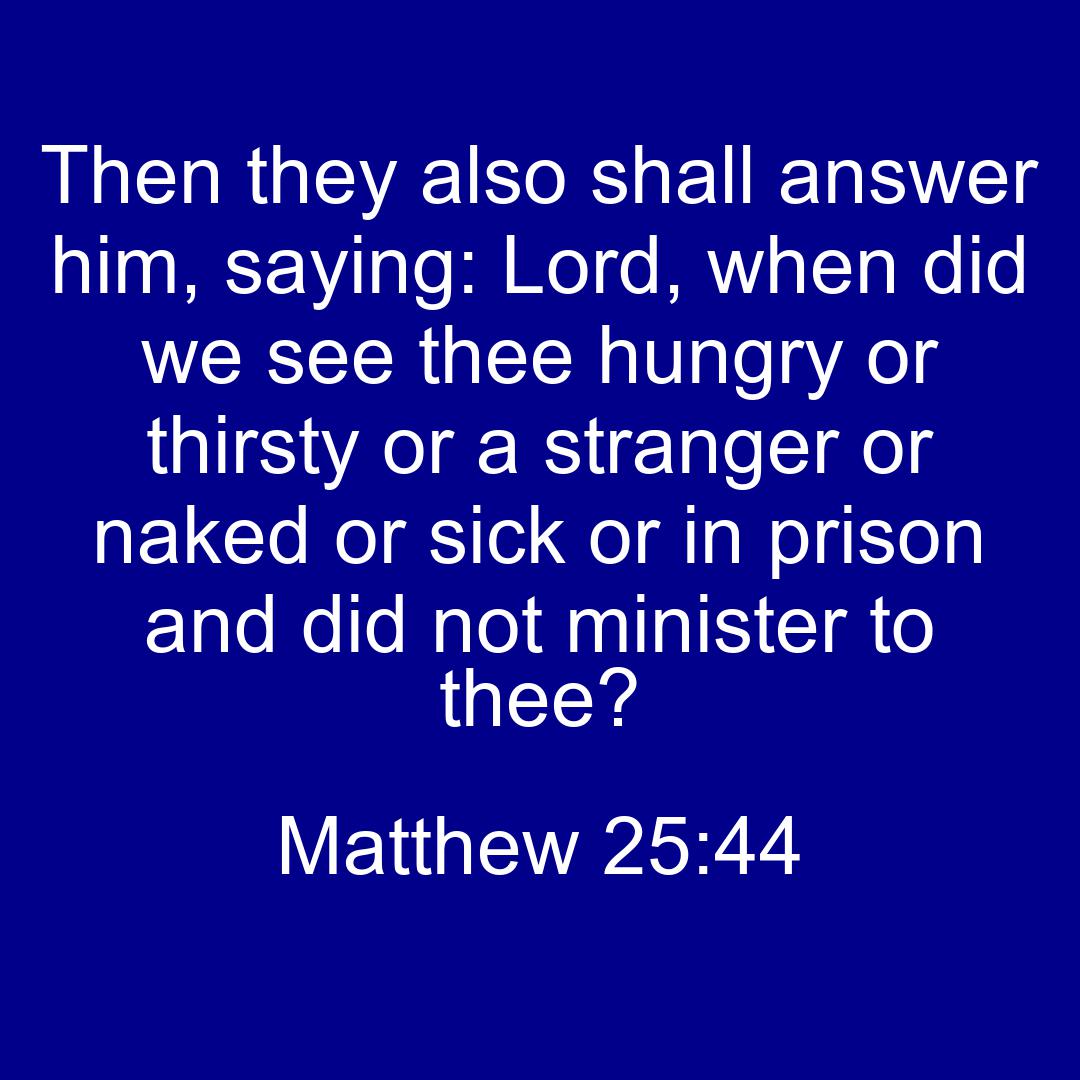 Then they also shall answer
him, saying: Lord, when did
we see thee hungry or
thirsty or a stranger or
naked or sick or in prison
and did not minister to
thee?
Matthew 25:44